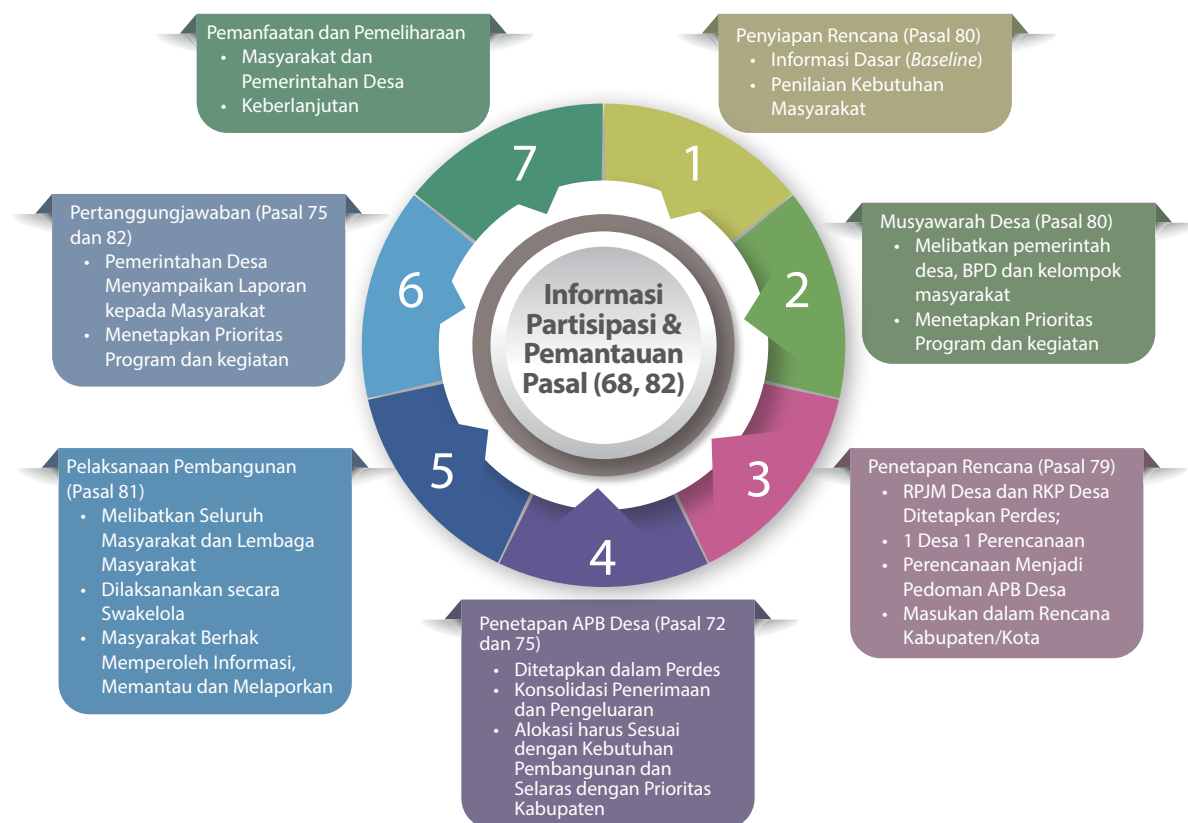 Penyiapan Rencana (Pasal 80)
• Informasi Dasar (Baseline)
• Penilaian Kebutuhan
Masyarakat
Musyawarah Desa (Pasal 80)
• Melibatkan pemerintah
desa, BPD dan kelompok
masyarakat
• Menetapkan Prioritas
Program dan kegiatan
Penetapan Rencana (Pasal 79)
• RPJM Desa dan RKP Desa
Ditetapkan Perdes;
• 1 Desa 1 Perencanaan
• Perencanaan Menjadi
Pedoman APB Desa
• Masukan dalam Rencana
Kabupaten/Kota
Penetapan APB Desa (Pasal 72
dan 75)
• Ditetapkan dalam Perdes
• Konsolidasi Penerimaan
dan Pengeluaran
• Alokasi harus Sesuai
dengan Kebutuhan
Pembangunan dan
Selaras dengan Prioritas
Kabupaten
Pelaksanaan Pembangunan
(Pasal 81)
• Melibatkan Seluruh
Masyarakat dan Lembaga
Masyarakat
• Dilaksanankan secara
Swakelola
• Masyarakat Berhak
Memperoleh Informasi,
Memantau dan Melaporkan
Pertanggungjawaban (Pasal 75
dan 82)
• Pemerintahan Desa
Menyampaikan Laporan
kepada Masyarakat
• Menetapkan Prioritas
Program dan kegiatan
Pemanfaatan dan Pemeliharaan
• Masyarakat dan
Pemerintahan Desa
• Keberlanjutan
1
2
3
4
5
6
7
Informasi
Partisipasi &
Pemantauan
Pasal (68, 82)